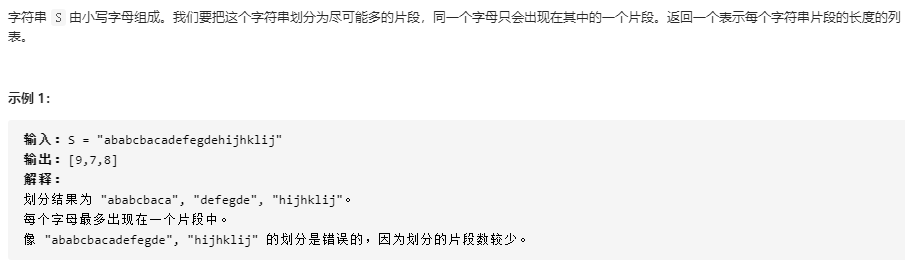 字符串 S 由小写字母组成。我们要把这个字符串划分为尽可能多的片段，同一个字母只会出现在其中的一个片段。返回一个表示每个字符串片段的长度的列
表。
示例 1：
输入：S = "ababcbacadefegdehijhklij"
输出：[9,7,8]
解释：
划分结果为 "ababcbaca", "defegde", "hijhklij"。
每个字母最多出现在一个片段中。
像 "ababcbacadefegde", "hijhklij" 的划分是错误的，因为划分的片段数较少。